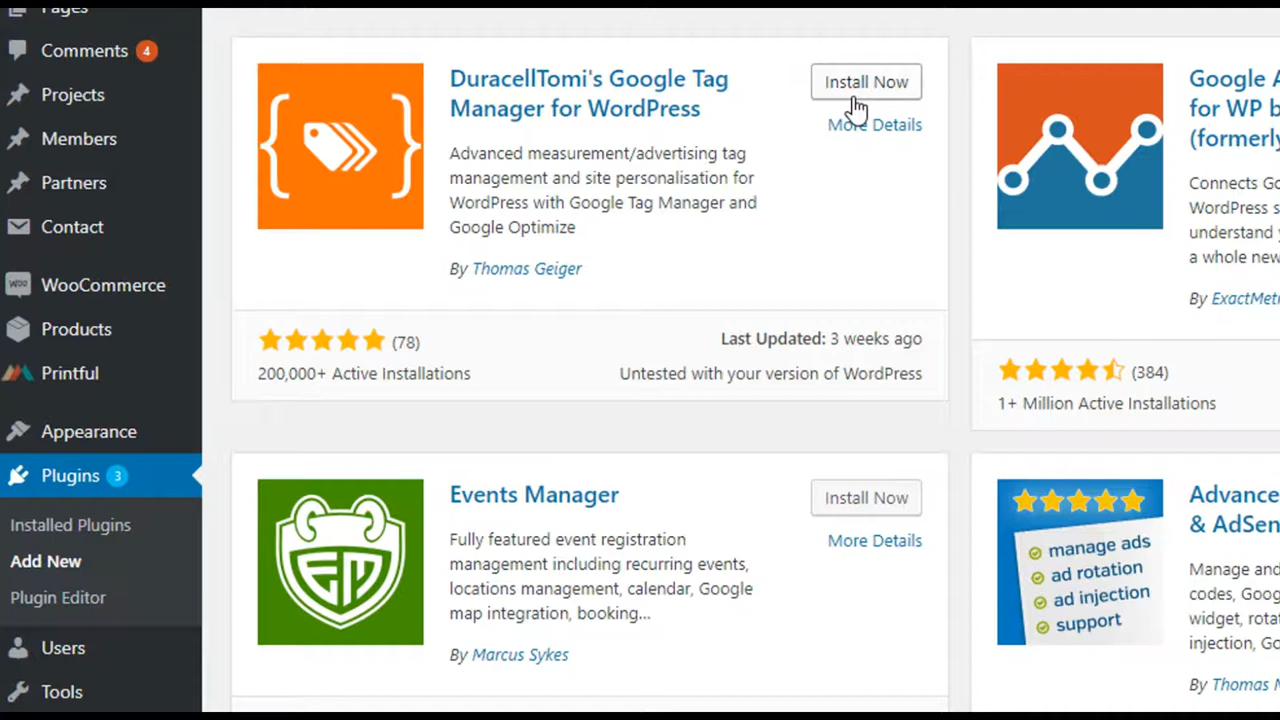 Pages
Comments 4
Projects
Members
Partners
Contact
WOO WooCommerce
Products
Printful
Appearance
Plugins 3
Installed Plugins
Add New
Plugin Editor
Users
Tools
DuracellTomi's Google Tag
Manager for WordPress
Install Now
More Details
Advanced measurement/advertising tag
management and site personalisation for
WordPress with Google Tag Manager and
Google Optimize
By Thomas Geiger
(78)
Last Updated: 3 weeks ago
200,000+ Active Installations
Untested with your version of WordPress
Google
for WP
(formerly
Connects
WordPress
understand
a whole new
By
(384)
1+ Million Active Installations
EM
Events Manager
Install Now
More Details
Fully featured event registration
management including recurring events,
locations management, calendar, Google
map integration, booking...
By Marcus Sykes
manage ads
ad rotation
ad injection
support
Advance
& AdSen
Manage and
codes,
widget,
injection,
By Thomas